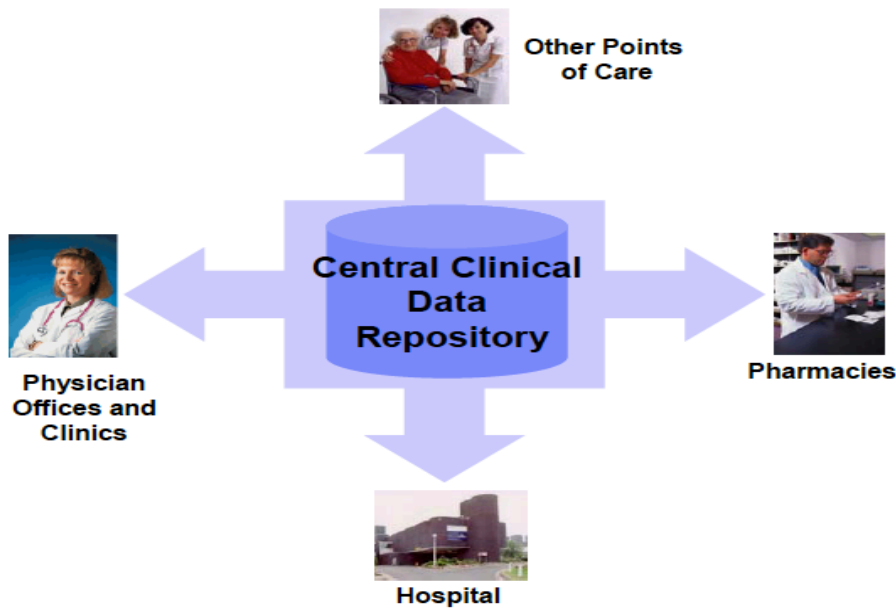 Other Points
of Care
Central Clinical
Data
Repository
Physician
Offices and
Clinics
Pharmacies
Hospital